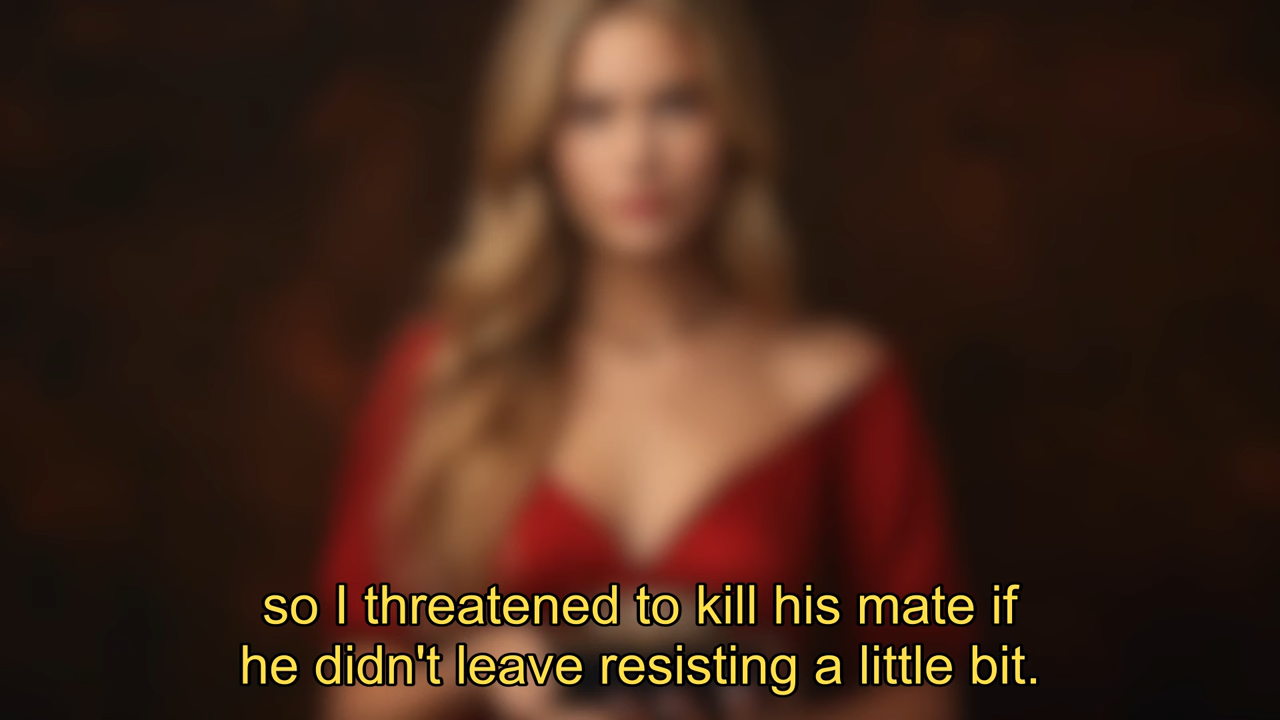 so I threatened to kill his mate if
he didn't leave resisting a little bit.